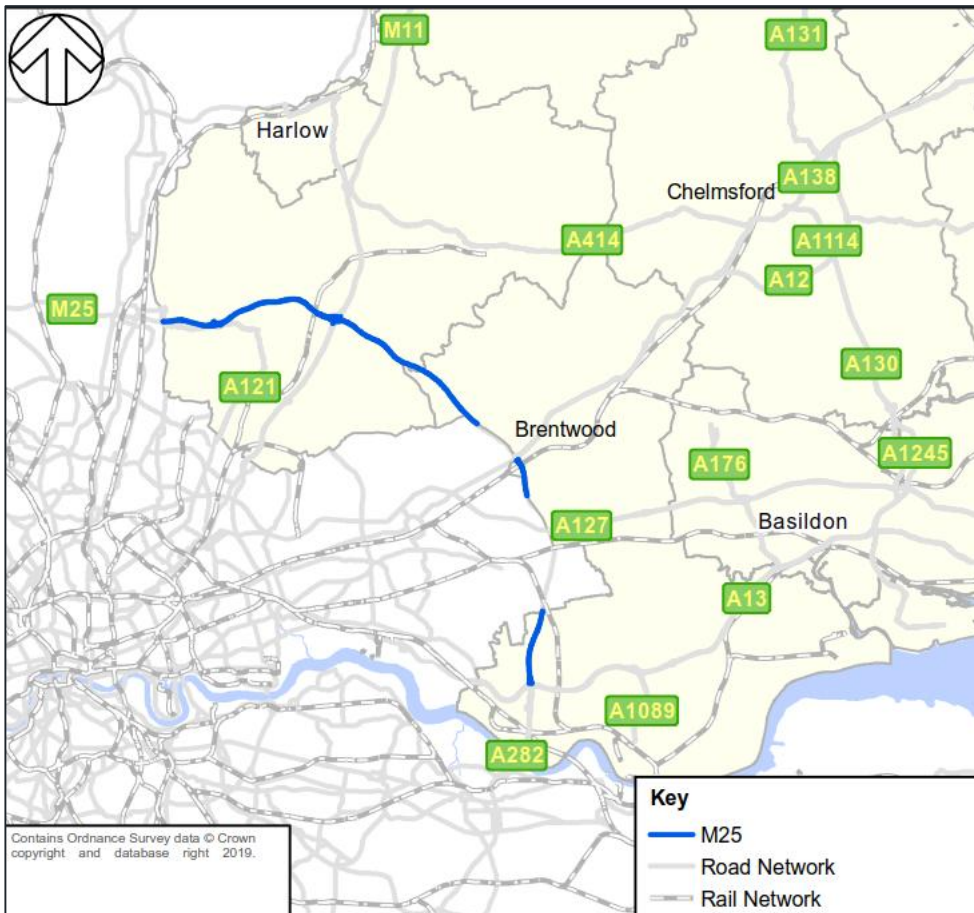 M11
A131
Harlow
Chelmsford
A138
A414
A1114
A12
M25
A130
A121
Brentwood
A1245
A176
A127
Basildon
A13
A1089
A282
Key
M25
Road Network
Rail Network
Contains Ordnance Survey data © Crown
copyright and database right 2019.